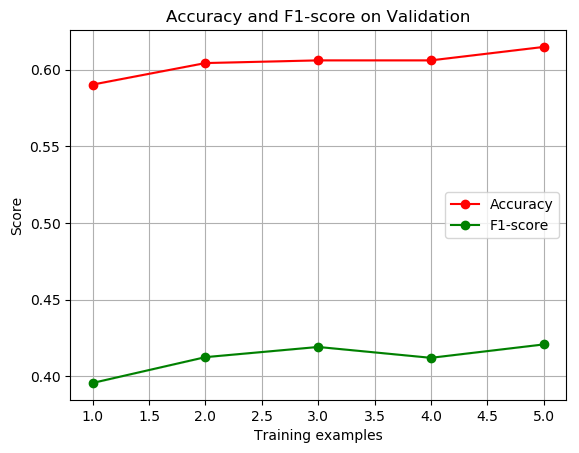 Accuracy and F1-score on Validation
0.60
0.55
0.50
0.45
0.40
Score
Accuracy
F1-score
1.0 1.5 2.0 2.5 3.0 3.5 4.0 4.5 5.0
Training examples